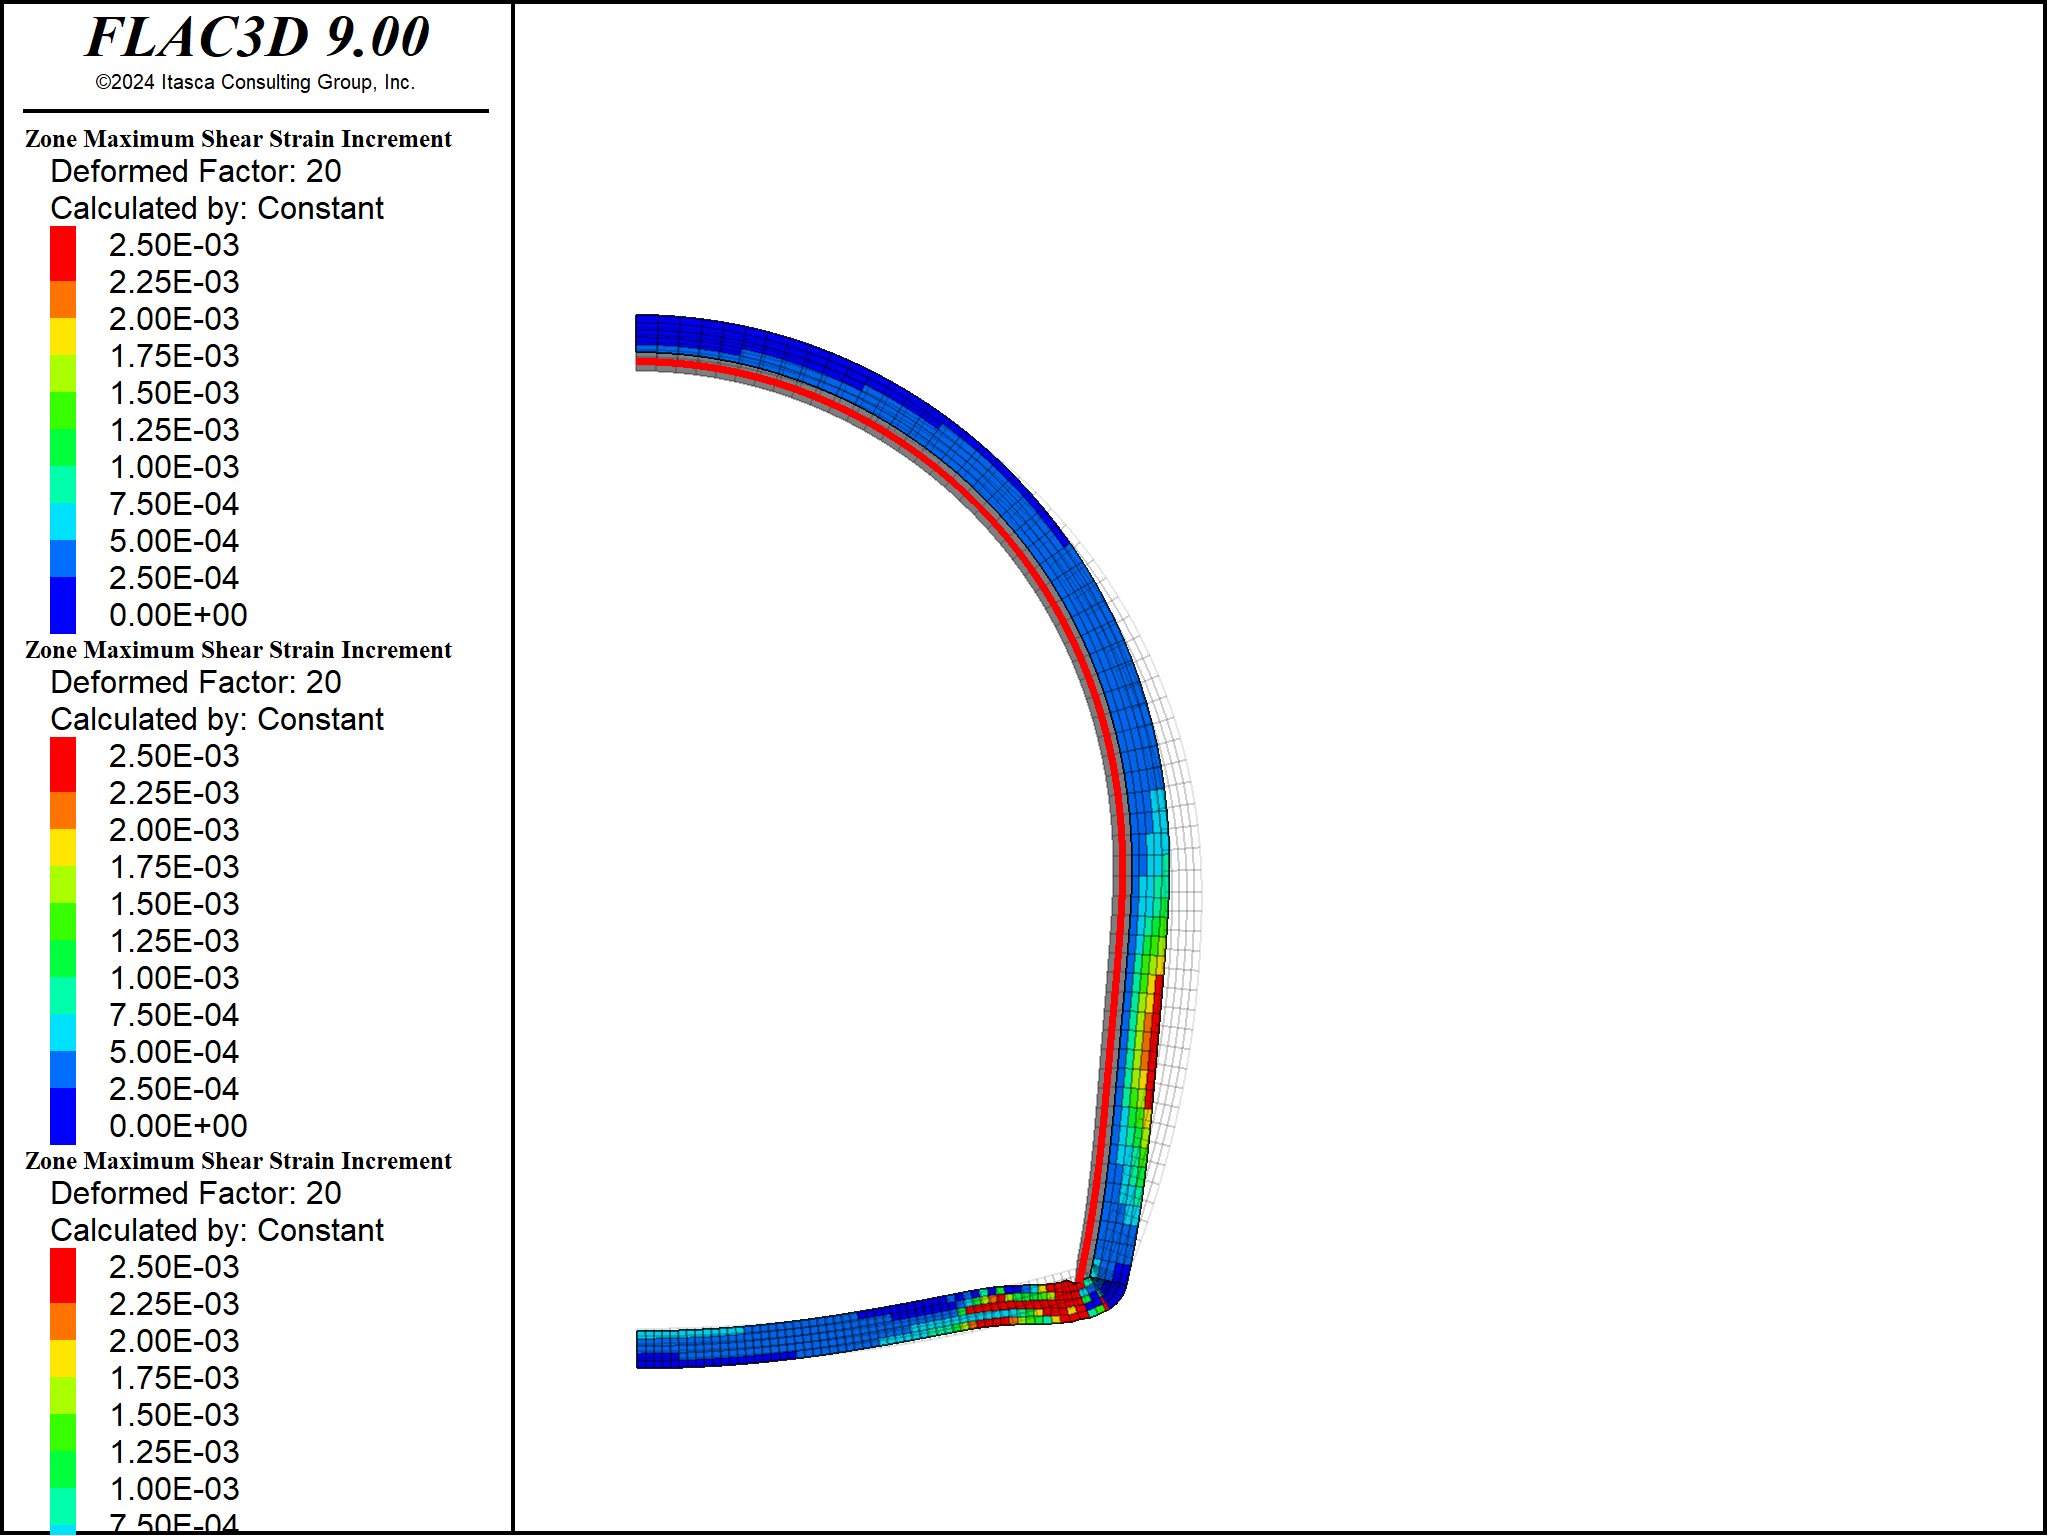 FLAC3D 9.00
©2024 Itasca Consulting Group, Inc.
Zone Maximum Shear Strain Increment
Deformed Factor: 20
Calculated by: Constant
2.50E-03
2.25E-03
2.00E-03
1.75E-03
1.50E-03
1.25E-03
1.00E-03
7.50E-04
5.00E-04
2.50E-04
0.00E+00
Zone Maximum Shear Strain Increment
Deformed Factor: 20
Calculated by: Constant
2.50E-03
2.25E-03
2.00E-03
1.75E-03
1.50E-03
1.25E-03
1.00E-03
7.50E-04
5.00E-04
2.50E-04
0.00E+00
Zone Maximum Shear Strain Increment
Deformed Factor: 20
Calculated by: Constant
2.50E-03
2.25E-03
2.00E-03
1.75E-03
1.50E-03
1.25E-03
1.00E-03
7.50E-04